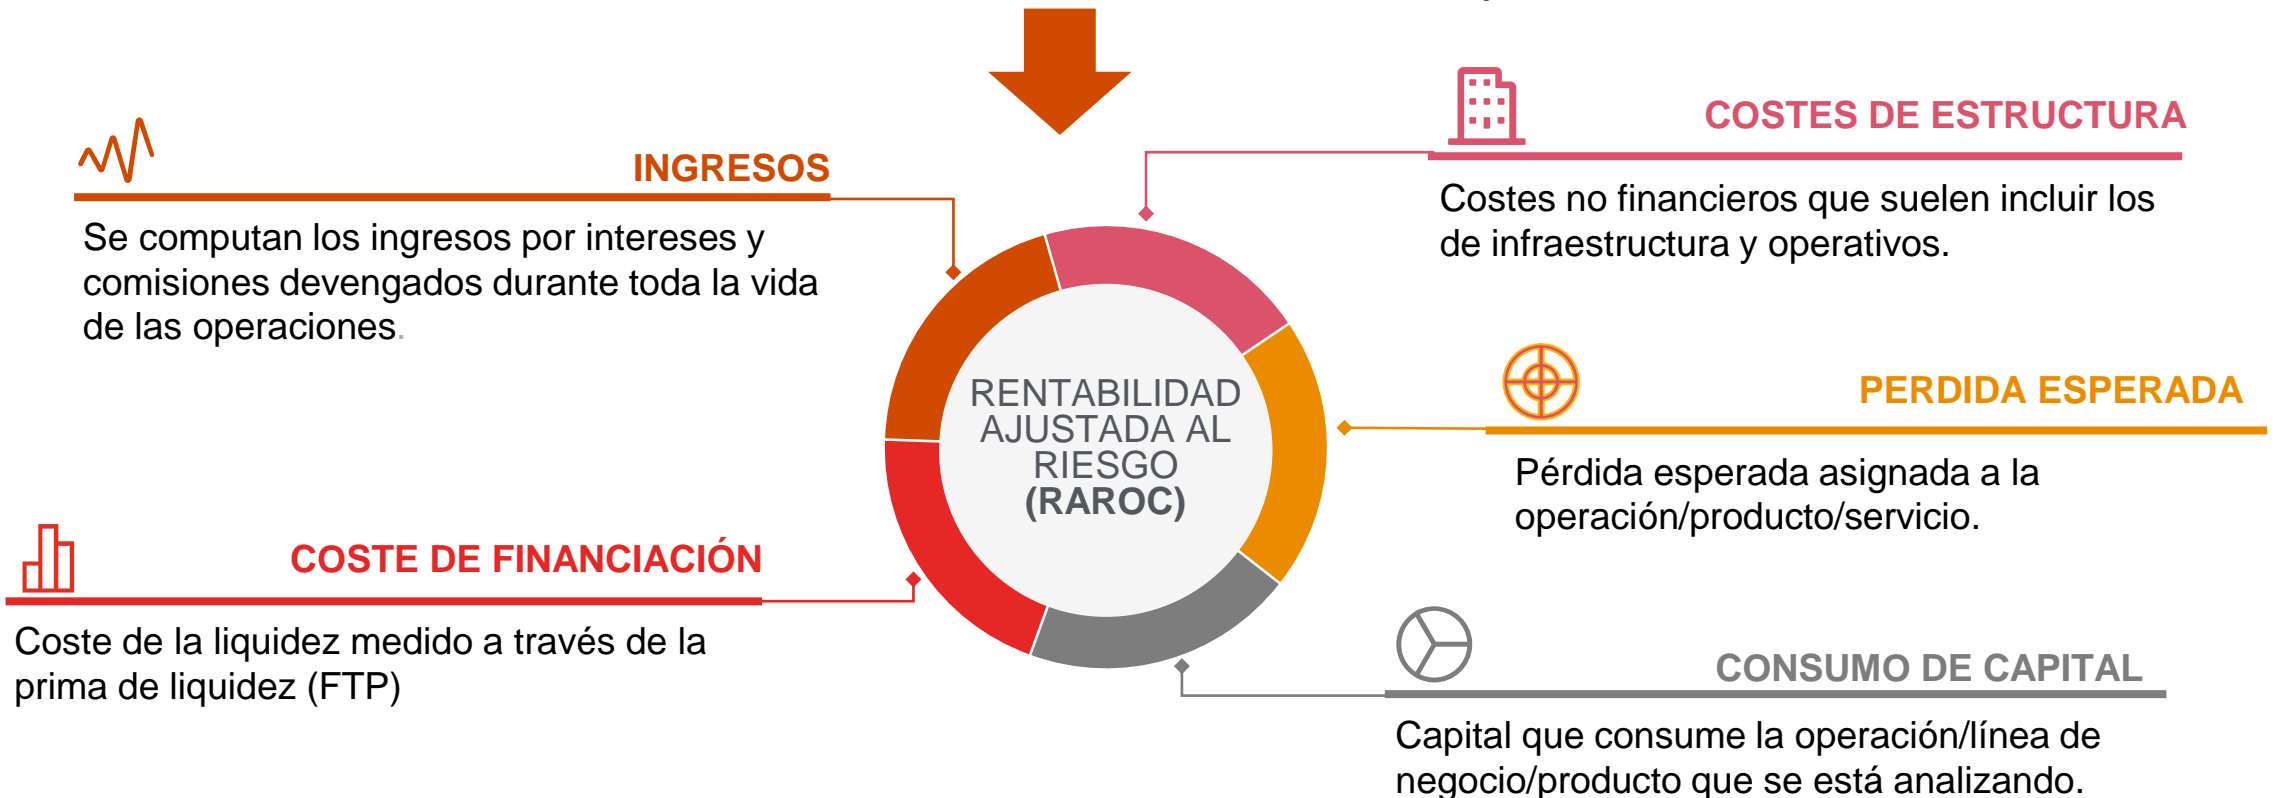 INGRESOS
Se computan los ingresos por intereses y
comisiones devengados durante toda la vida
de las operaciones.
COSTE DE FINANCIACIÓN
Coste de la liquidez medido a través de la
prima de liquidez (FTP)
RENTABILIDAD
AJUSTADA AL
RIESGO
(RAROC)
COSTES DE ESTRUCTURA
Costes no financieros que suelen incluir los
de infraestructura y operativos.
PERDIDA ESPERADA
Pérdida esperada asignada a la
operación/producto/servicio.
CONSUMO DE CAPITAL
Capital que consume la operación/línea de
negocio/producto que se está analizando.